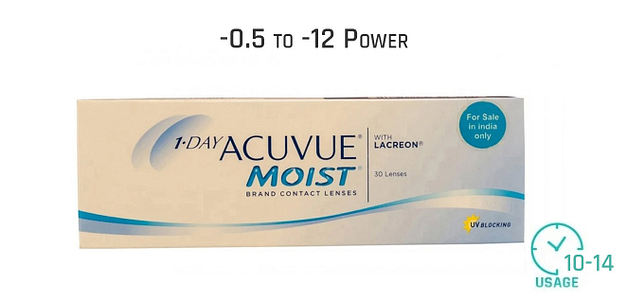 -0.5 TO -12 POWER
1·DAY ACUVUE®
MOIST®
BRAND CONTACT LENSES
WITH
LACREON®
30 Lenses
For Sale
in india
only
UV BLOCKING
10-14
USAGE